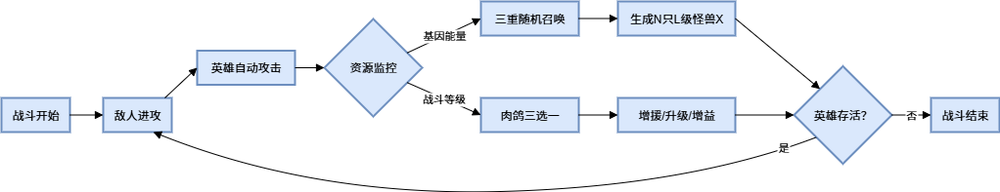 战斗开始
敌人进攻
英雄自动攻击
资源监控
基因能量
三重随机召唤
生成N只L级怪兽X
战斗等级
肉鸽三选一
增援/升级/增益
英雄存活?
否
战斗结束
是